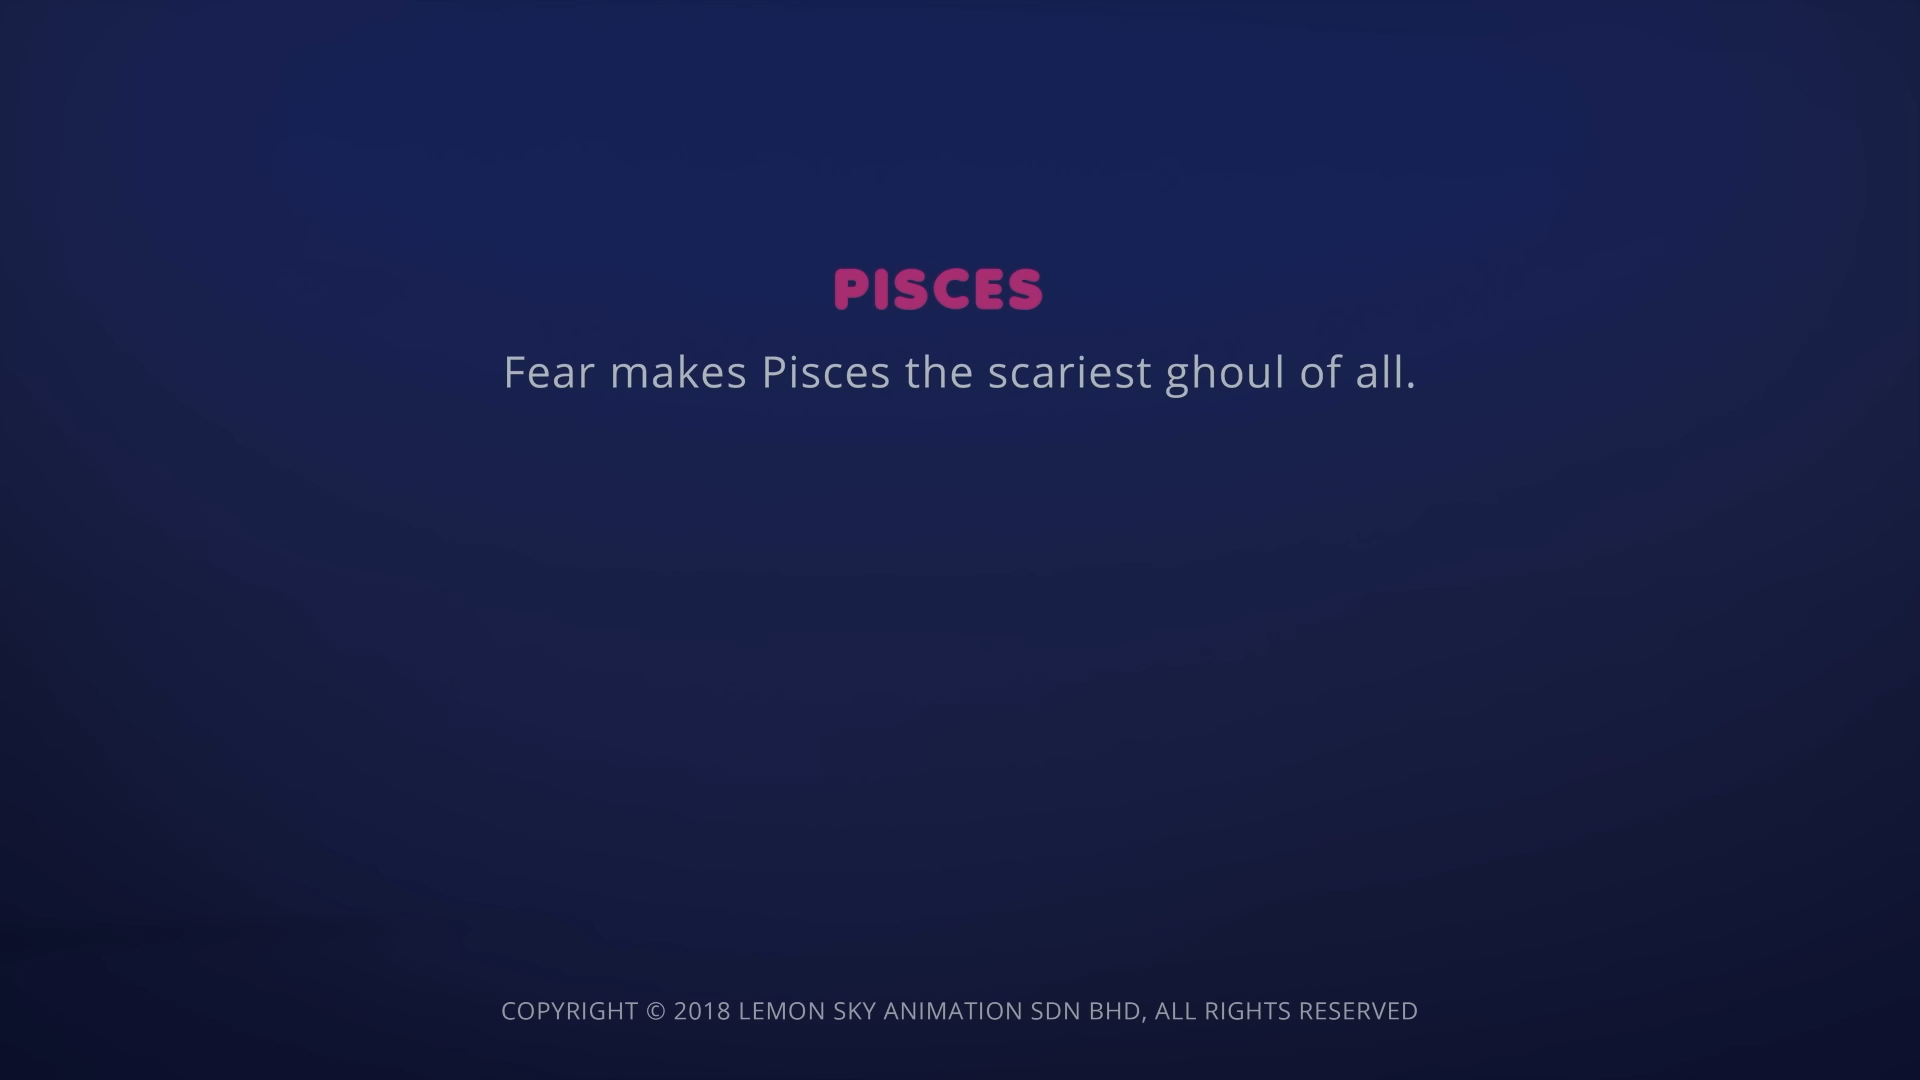 PISCES
Fear makes Pisces the scariest ghoul of all.
COPYRIGHT © 2018 LEMON SKY ANIMATION SDN BHD, ALL RIGHTS RESERVED